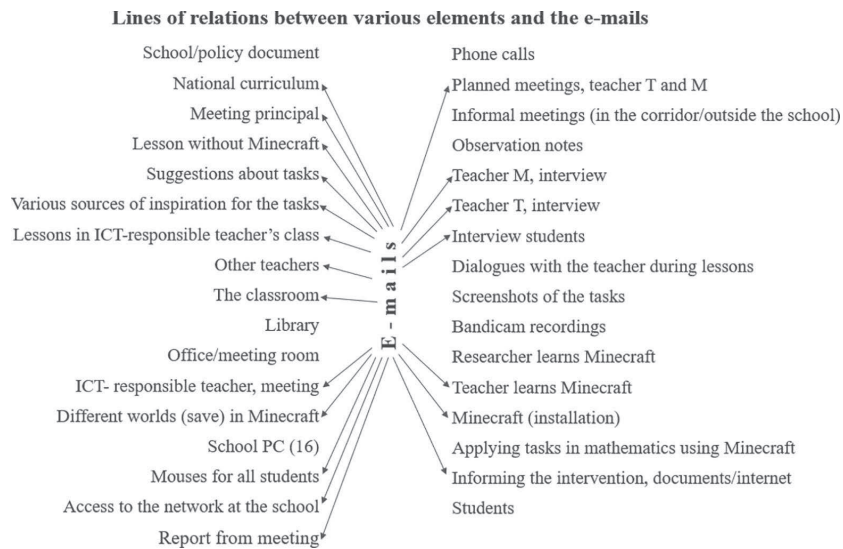 Lines of relations between various elements and the e-mails
School/policy document
National curriculum
Meeting principal
Lesson without Minecraft
Suggestions about tasks
Various sources of inspiration for the tasks
Lessons in ICT-responsible teacher's class
Other teachers
The classroom
Library
Office/meeting room
ICT- responsible teacher, meeting
Different worlds (save) in Minecraft
School PC (16)
Mouses for all students
Access to the network at the school
Report from meeting
E-mails
Phone calls
Planned meetings, teacher T and M
Informal meetings (in the corridor/outside the school)
Observation notes
Teacher M, interview
Teacher T, interview
Interview students
Dialogues with the teacher during lessons
Screenshots of the tasks
Bandicam recordings
Researcher learns Minecraft
Teacher learns Minecraft
Minecraft (installation)
Applying tasks in mathematics using Minecraft
Informing the intervention, documents/internet
Students